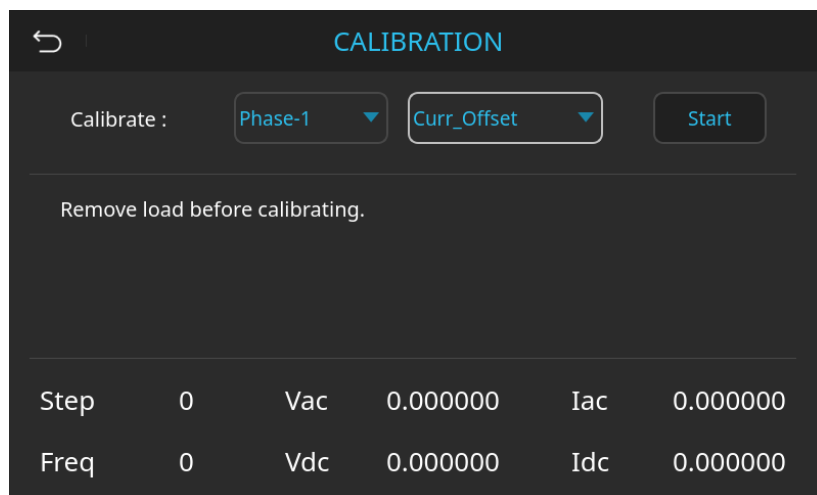 CALIBRATION
Calibrate : Phase-1 Curr_Offset Start
Remove load before calibrating.
Step 0 Vac 0.000000 Iac 0.000000
Freq 0 Vdc 0.000000 Idc 0.000000